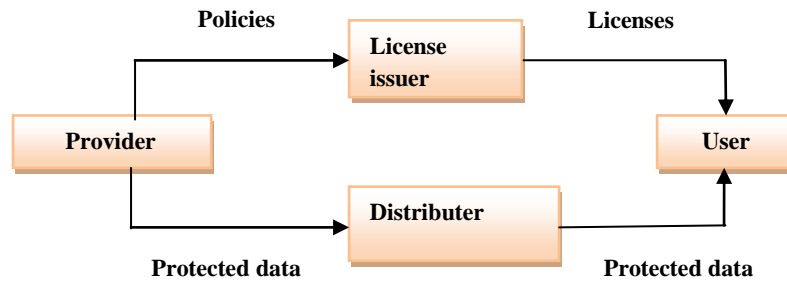 Policies
License
issuer
Licenses
Provider
User
Distributer
Protected data
Protected data